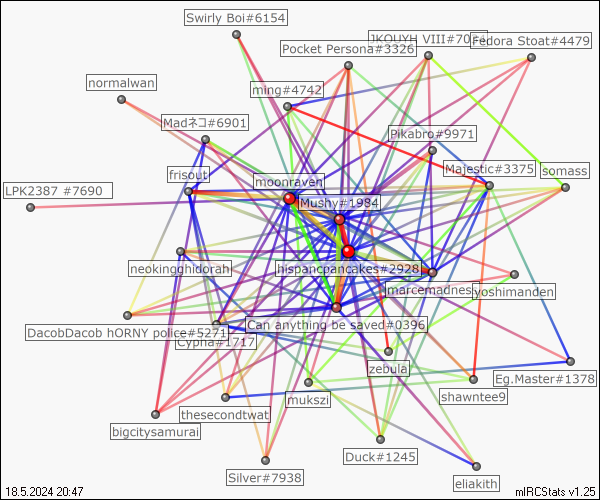 Swirly Boi#6154
JKOUYH VIII#70
Pocket Persona#3326
Fedora Stoat#4479
normalwan
ming#4742
Madネコ#6901
Pikabro#9971
frisout
moonraven
Majestic#3375
somass
LPK2387 #7690
Mushy#1984
neokingghidorah
hispancpancakes#2928
marcemadness
yoshimanden
DacobDacob hORNY police#5271
Can anything be saved#0396
Cypha#1717
zebula
Eg.Master#1378
thesecondtwat
mukszi
shawntee9
bigcitysamurai
Duck#1245
Silver#7938
eliakith
18.5.2024 20:47
mIRCStats v1.25